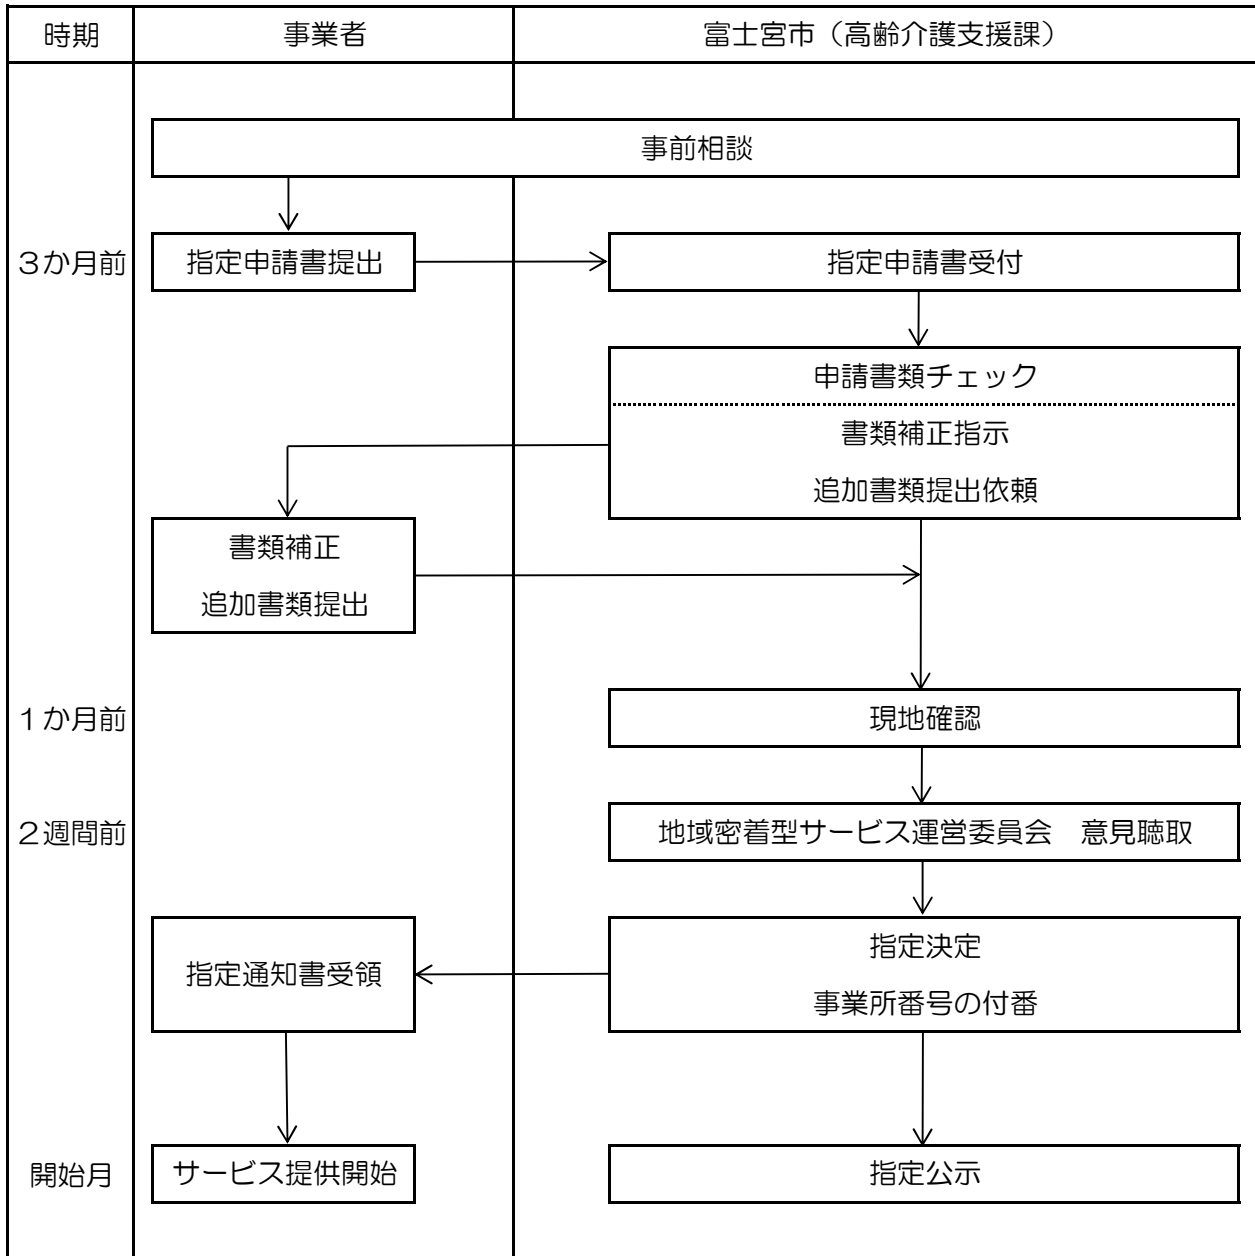 時期
事業者
富士宮市（高齢介護支援課）
事前相談
３か月前
指定申請書提出
指定申請書受付
申請書類チェック
書類補正指示
追加書類提出依頼
書類補正
追加書類提出
１か月前
現地確認
２週間前
地域密着型サービス運営委員会　意見聴取
指定決定
指定通知書受領
事業所番号の付番
開始月
サービス提供開始
指定公示